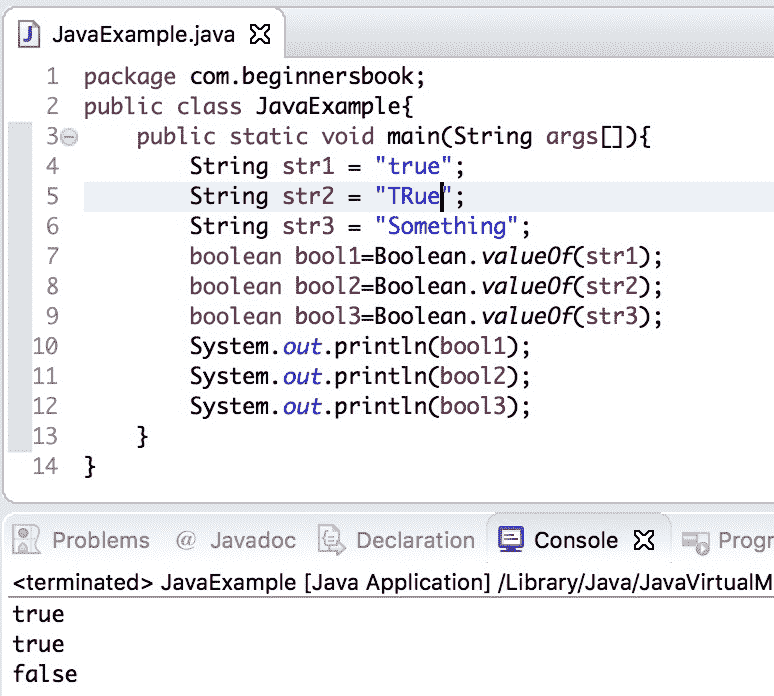 JavaExample.java
1 package com.beginnersbook;
2 public class JavaExample{
3     public static void main(String args[]){
4         String str1 = "true";
5         String str2 = "TRue";
6         String str3 = "Something";
7         boolean bool1=Boolean.valueOf(str1);
8         boolean bool2=Boolean.valueOf(str2);
9         boolean bool3=Boolean.valueOf(str3);
10         System.out.println(bool1);
11         System.out.println(bool2);
12         System.out.println(bool3);
13     }
14 }
Problems @ Javadoc Declaration Console Progr
<terminated> JavaExample [Java Application] /Library/Java/JavaVirtualM
true
true
false